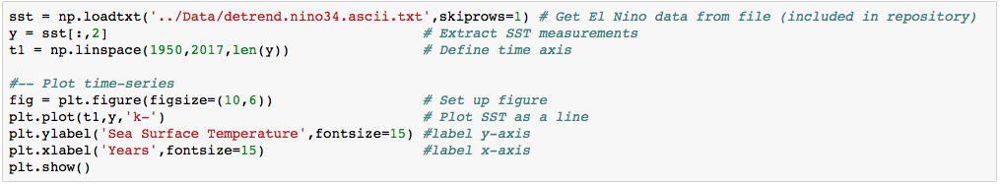 sst = np.loadtxt('../Data/detrend.nino34.ascii.txt',skiprows=1) # Get El Nino data from file (included in repository)
y = sst[:,2] # Extract SST measurements
t1 = np.linspace(1950,2017,len(y)) # Define time axis
#-- Plot time-series
fig = plt.figure(figsize=(10,6)) # Set up figure
plt.plot(t1,y,'k-') # Plot SST as a line
plt.ylabel('Sea Surface Temperature',fontsize=15) #label y-axis
plt.xlabel('Years',fontsize=15) #label x-axis
plt.show()